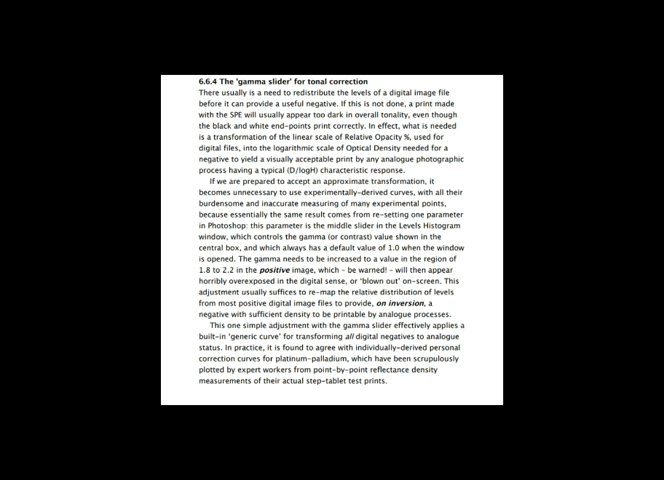 6.6.4 The 'gamma slider' for tonal correction
There usually is a need to redistribute the levels of a digital image file
before it can provide a useful negative. If this is not done, a print made
with the SPE will usually appear too dark in overall tonality, even though
the black and white end-points print correctly. In effect, what is needed
is a transformation of the linear scale of Relative Opacity %, used for
digital files, into the logarithmic scale of Optical Density needed for a
negative to yield a visually acceptable print by any analogue photographic
process having a typical (D/logH) characteristic response.
If we are prepared to accept an approximate transformation, it
becomes unnecessary to use experimentally-derived curves, with all their
burdensome and inaccurate measuring of many experimental points,
because essentially the same result comes from re-setting one parameter
in Photoshop: this parameter is the middle slider in the Levels Histogram
window, which controls the gamma (or contrast) value shown in the
central box, and which always has a default value of 1.0 when the window
is opened. The gamma needs to be increased to a value in the region of
1.8 to 2.2 in the positive image, which – be warned! – will then appear
horribly overexposed in the digital sense, or 'blown out' on-screen. This
adjustment usually suffices to re-map the relative distribution of levels
from most positive digital image files to provide, on inversion, a
negative with sufficient density to be printable by analogue processes.
This one simple adjustment with the gamma slider effectively applies a
built-in 'generic curve' for transforming all digital negatives to analogue
status. In practice, it is found to agree with individually-derived personal
correction curves for platinum-palladium, which have been scrupulously
plotted by expert workers from point-by-point reflectance density
measurements of their actual step-tablet test prints.